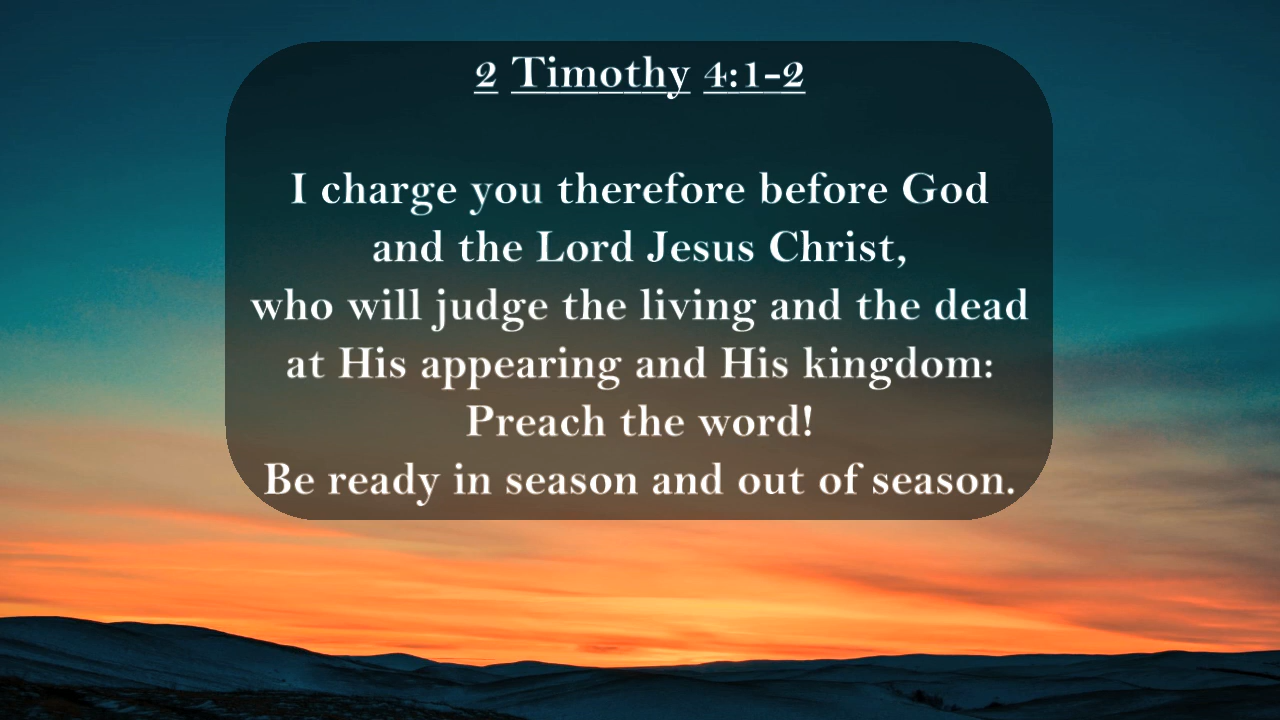 2 Timothy 4:1-2
I charge you therefore before God
and the Lord Jesus Christ,
who will judge the living and the dead
at His appearing and His kingdom:
Preach the word!
Be ready in season and out of season.